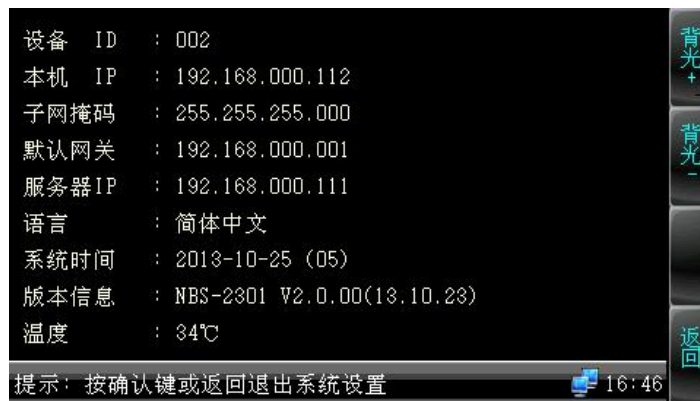 设备 ID : 002
本机 IP : 192.168.000.112
子网掩码 : 255.255.255.000
默认网关 : 192.168.000.001
服务器IP : 192.168.000.111
语言 : 简体中文
系统时间 : 2013-10-25 (05)
版本信息 : NBS-2301 V2.0.00(13.10.23)
温度 : 34℃
提示: 按确认键或返回退出系统设置 16:46
背光+
背光-
返回